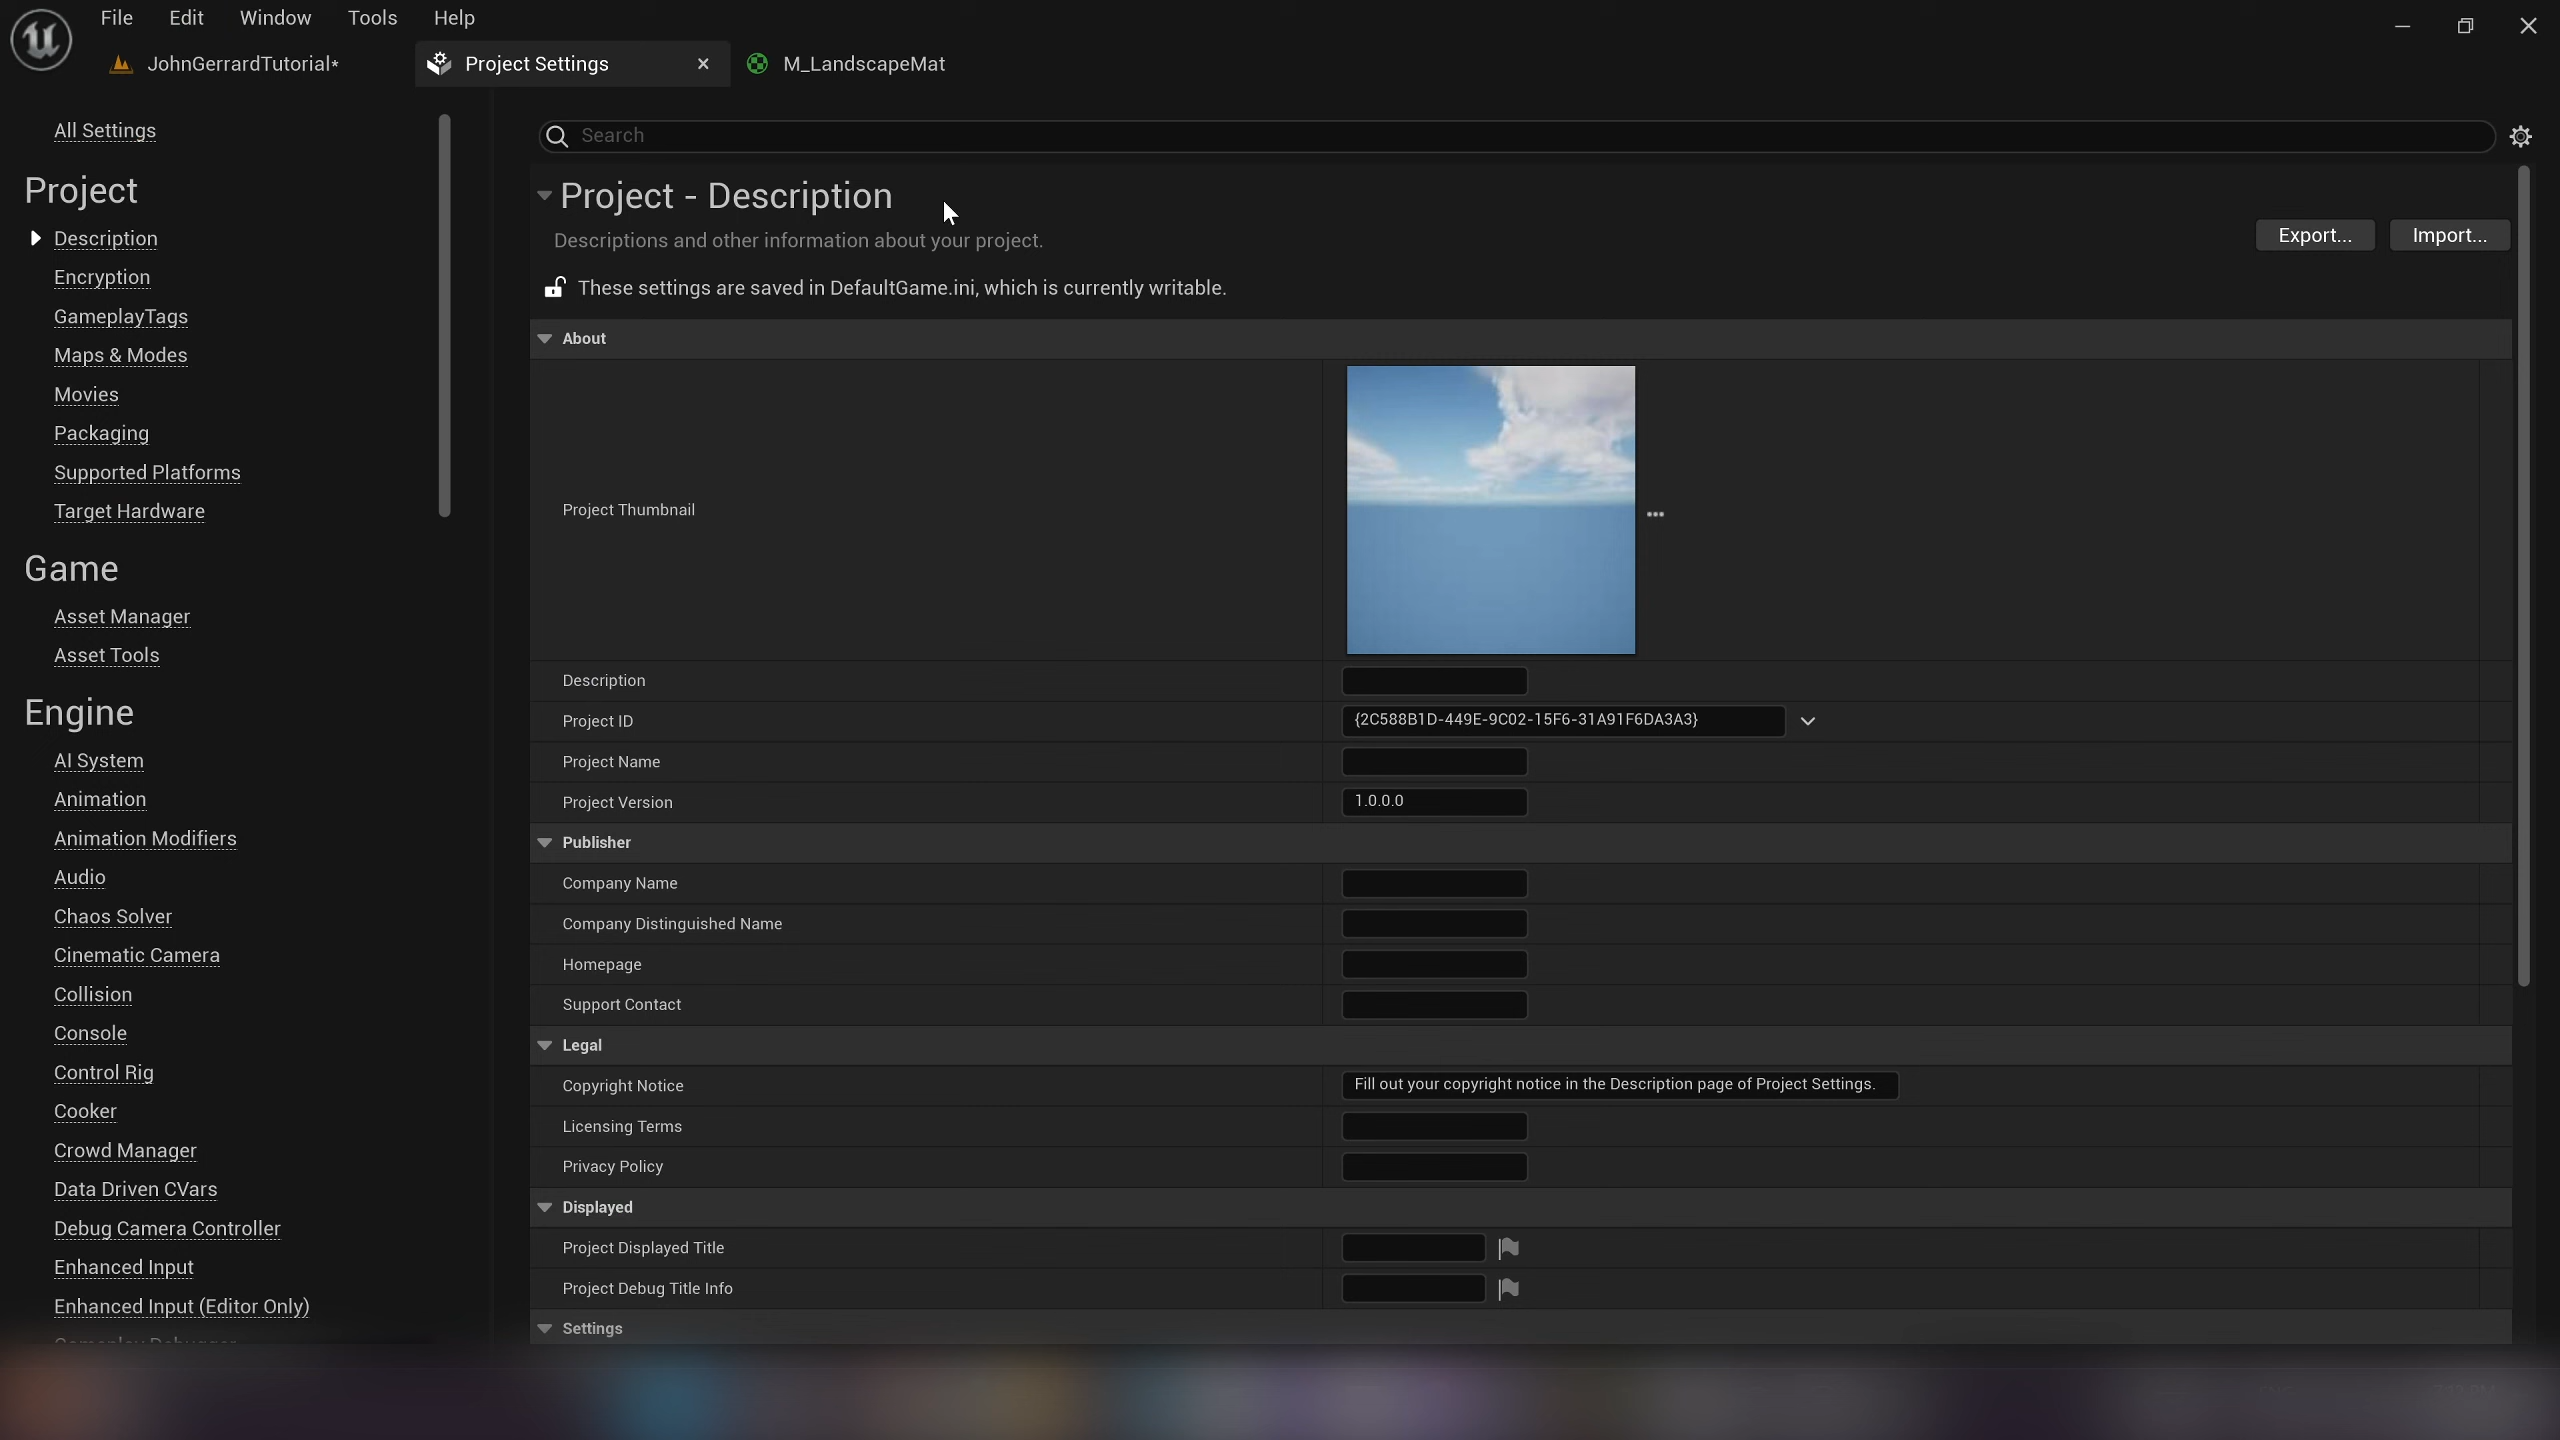 File Edit Window Tools Help
JohnGerrardTutorial*
Project Settings
M_LandscapeMat
All Settings
Project
Description
Encryption
GameplayTags
Maps & Modes
Movies
Packaging
Supported Platforms
Target Hardware
Game
Asset Manager
Asset Tools
Engine
AI System
Animation
Animation Modifiers
Audio
Chaos Solver
Cinematic Camera
Collision
Console
Control Rig
Cooker
Crowd Manager
Data Driven CVars
Debug Camera Controller
Enhanced Input
Enhanced Input (Editor Only)
Search
Project - Description
Descriptions and other information about your project.
Export...
Import...
These settings are saved in DefaultGame.ini, which is currently writable.
About
Project Thumbnail
Description
Project ID {2C588B1D-449E-9C02-15F6-31A91F6DA3A3}
Project Name
Project Version 1.0.0.0
Publisher
Company Name
Company Distinguished Name
Homepage
Support Contact
Legal
Copyright Notice Fill out your copyright notice in the Description page of Project Settings.
Licensing Terms
Privacy Policy
Displayed
Project Displayed Title
Project Debug Title Info
Settings